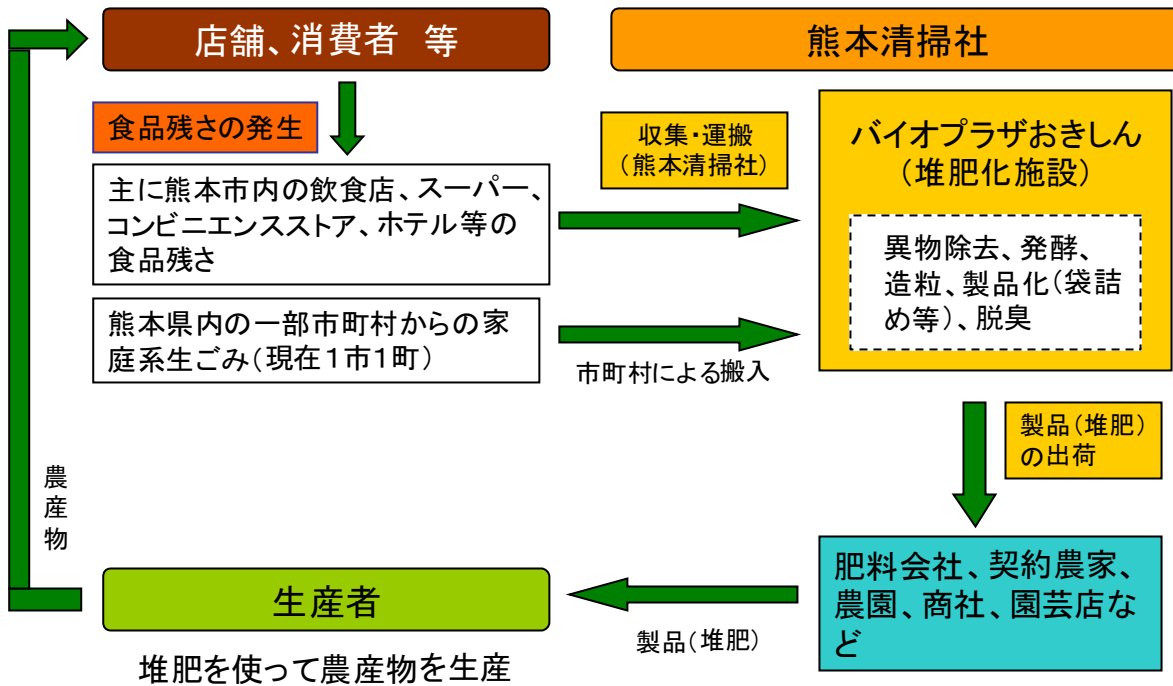 店舗、消費者 等
熊本清掃社
食品残さの発生
主に熊本市内の飲食店、スーパー、
コンビニエンスストア、ホテル等の
食品残さ
収集・運搬
(熊本清掃社)
バイオプラザおきしん
(堆肥化施設)
異物除去、発酵、
造粒、製品化(袋詰
め等)、脱臭
熊本県内の一部市町村からの家
庭系生ごみ(現在1市1町)
市町村による搬入
製品(堆肥)
の出荷
肥料会社、契約農家、
農園、商社、園芸店な
ど
製品(堆肥)
生産者
堆肥を使って農産物を生産
農産物